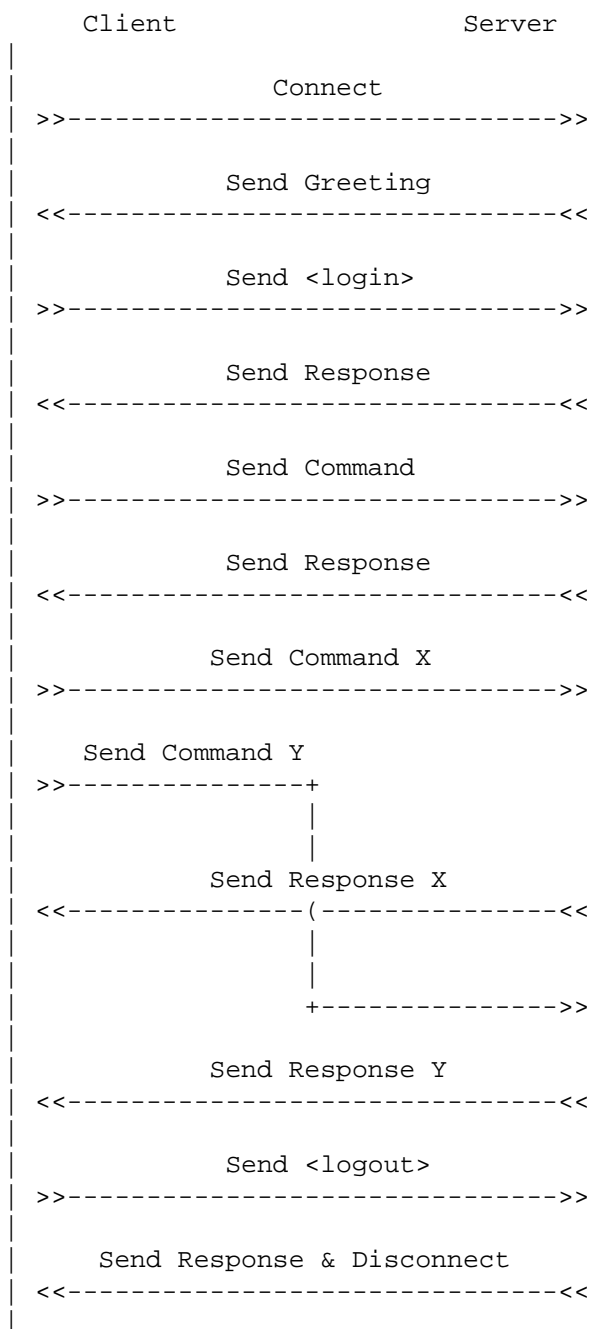 Client Server
Connect
>>------------------------------->>
Send Greeting
<<-------------------------------<<
Send <login>
>>------------------------------->>
Send Response
<<-------------------------------<<
Send Command
>>------------------------------->>
Send Response
<<-------------------------------<<
Send Command X
>>------------------------------->>
Send Command Y
>>---------------+
Send Response X
<<---------------(---------------<<
+--------------->>
Send Response Y
<<-------------------------------<<
Send <logout>
>>------------------------------->>
Send Response & Disconnect
<<-------------------------------<<